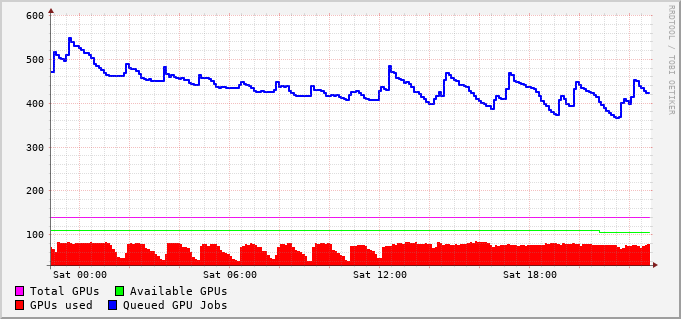 600
500
400
300
200
100
Sat 00:00 Sat 06:00 Sat 12:00 Sat 18:00
Total GPUs Available GPUs
GPUs used Queued GPU Jobs
RRDTOOL / TOBI OETIKER